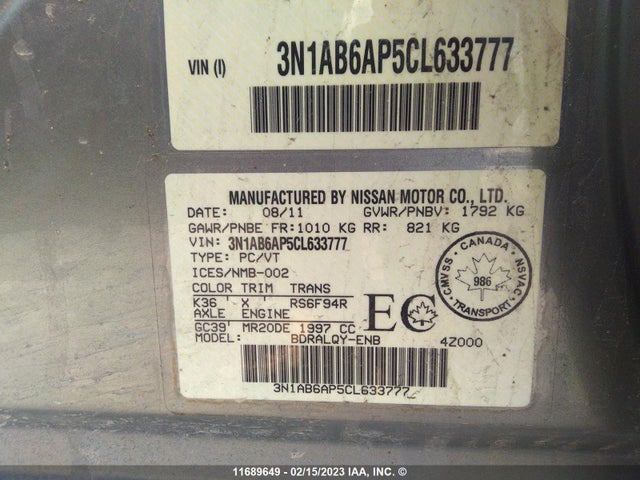 VIN (I) 3N1AB6AP5CL633777
MANUFACTURED BY NISSAN MOTOR CO., LTD.
DATE: 08/11 GVWR/PNBV: 1792 KG
GAWR/PNBE FR: 1010 KG RR: 821 KG
VIN: 3N1AB6AP5CL633777
TYPE: PC/VT
ICES/NMB-002
COLOR TRIM TRANS
K36 X RS6F94R
AXLE ENGINE
GC39 MR20DE 1997 CC
MODEL: BDRALQY-ENB 4Z000
EC
CMVSS - CANADA - NSVAC
986
TRANSPORT
3N1AB6AP5CL633777
11689649 - 02/15/2023 IAA, INC. ©